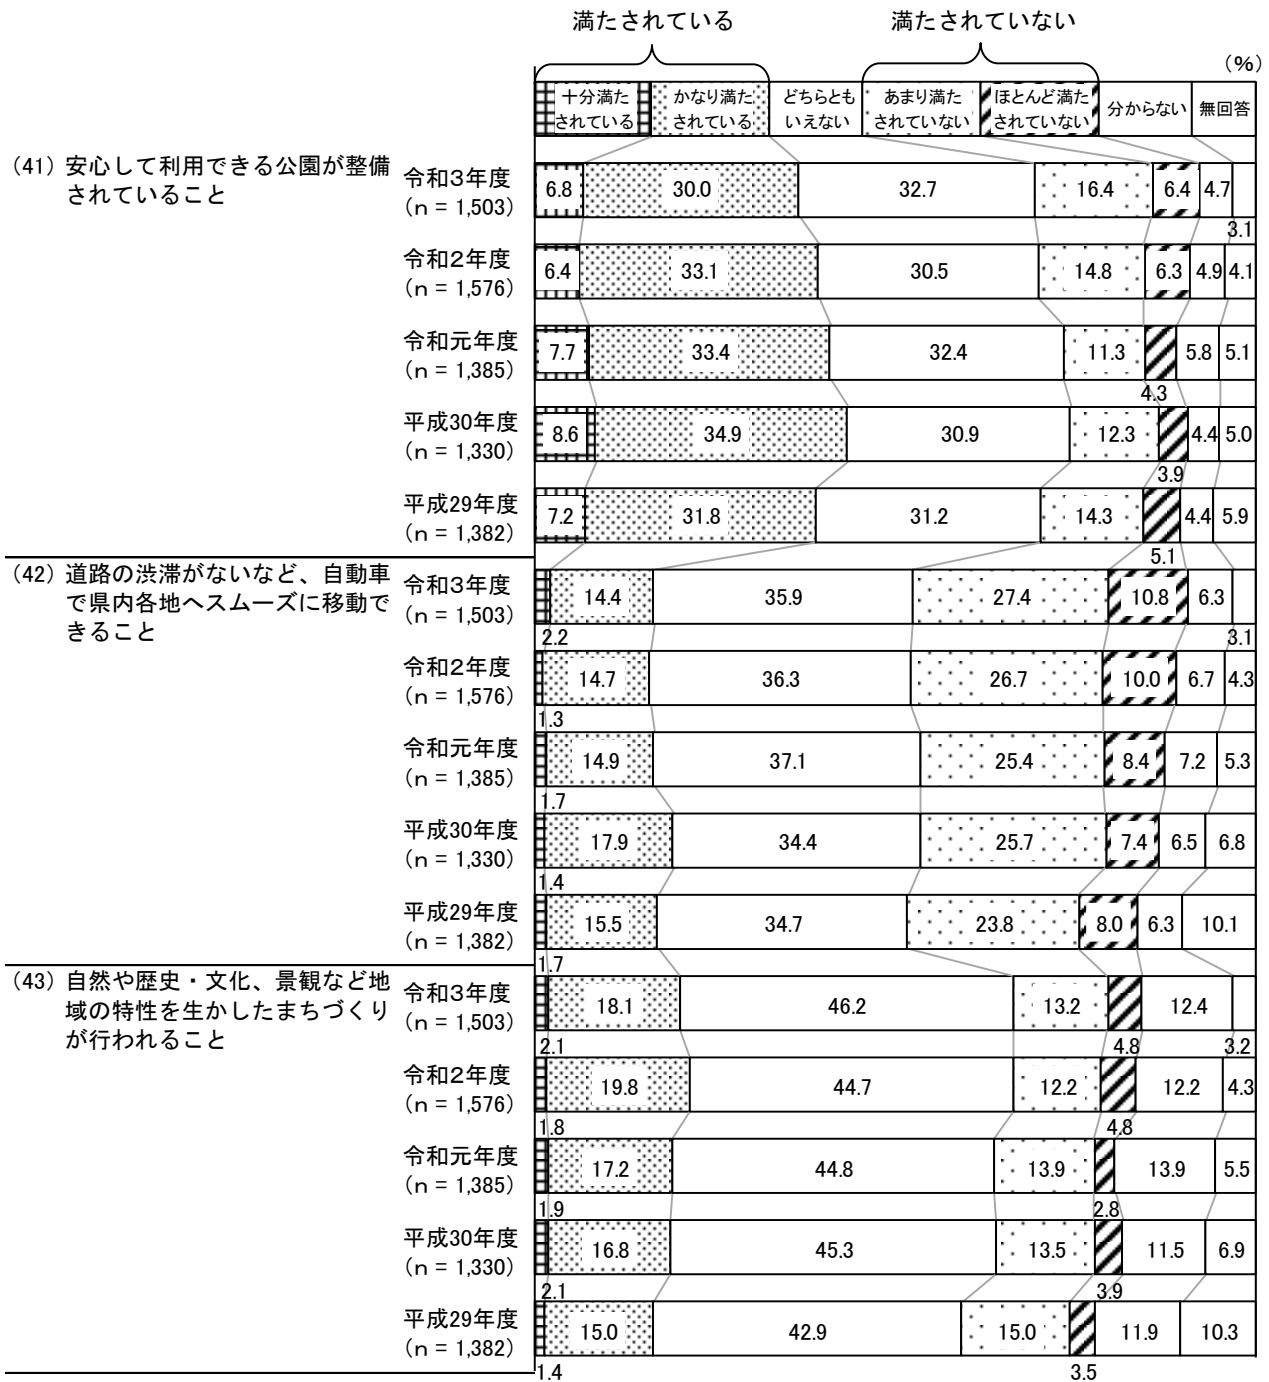 満たされている 満たされていない
(%)
十分満た かなり満た どちらとも あまり満た ほとんど満た 分からない 無回答
されている されている いえない されていない されていない
(41) 安心して利用できる公園が整備
されていること
令和3年度
(n = 1,503)
6.8 30.0 32.7 16.4 6.4 4.7
3.1
令和2年度
(n = 1,576)
6.4 33.1 30.5 14.8 6.3 4.9 4.1
令和元年度
(n = 1,385)
7.7 33.4 32.4 11.3 5.8 5.1
4.3
平成30年度
(n = 1,330)
8.6 34.9 30.9 12.3 4.4 5.0
3.9
平成29年度
(n = 1,382)
7.2 31.8 31.2 14.3 4.4 5.9
5.1
(42) 道路の渋滞がないなど、自動車
で県内各地へスムーズに移動で
きること
令和3年度
(n = 1,503)
14.4 35.9 27.4 10.8 6.3
2.2 3.1
令和2年度
(n = 1,576)
14.7 36.3 26.7 10.0 6.7 4.3
1.3
令和元年度
(n = 1,385)
14.9 37.1 25.4 8.4 7.2 5.3
1.7
平成30年度
(n = 1,330)
17.9 34.4 25.7 7.4 6.5 6.8
1.4
平成29年度
(n = 1,382)
15.5 34.7 23.8 8.0 6.3 10.1
1.7
(43) 自然や歴史・文化、景観など地
域の特性を生かしたまちづくり
が行われること
令和3年度
(n = 1,503)
18.1 46.2 13.2 12.4
2.1 4.8 3.2
令和2年度
(n = 1,576)
19.8 44.7 12.2 12.2 4.3
1.8 4.8
令和元年度
(n = 1,385)
17.2 44.8 13.9 13.9 5.5
1.9 2.8
平成30年度
(n = 1,330)
16.8 45.3 13.5 11.5 6.9
2.1 3.9
平成29年度
(n = 1,382)
15.0 42.9 15.0 11.9 10.3
1.4 3.5